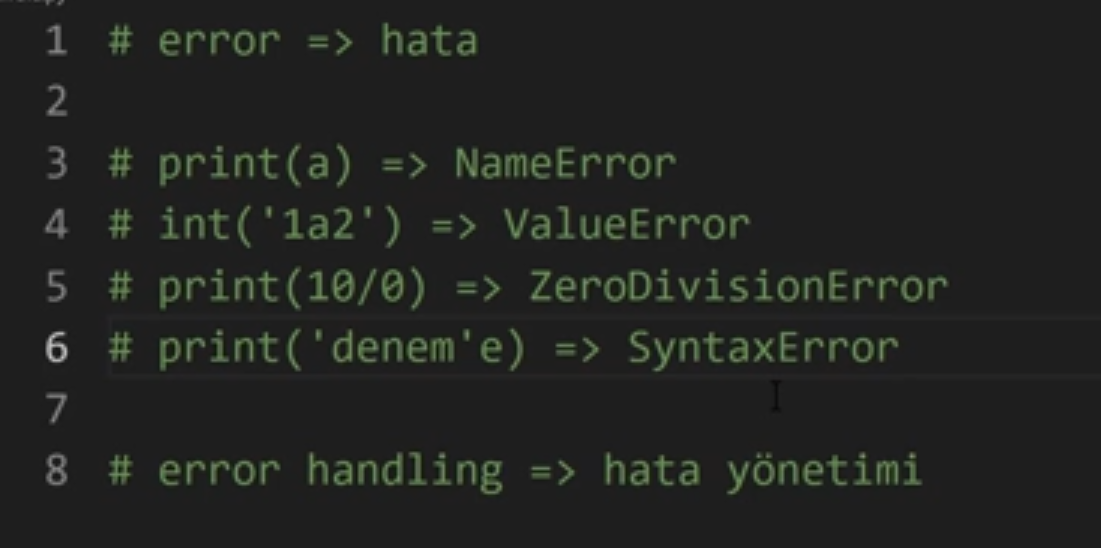 1 # error => hata
2
3 # print(a) => NameError
4 # int('1a2') => ValueError
5 # print(10/0) => ZeroDivisionError
6 # print('denem'e) => SyntaxError
7
8 # error handling => hata yönetimi